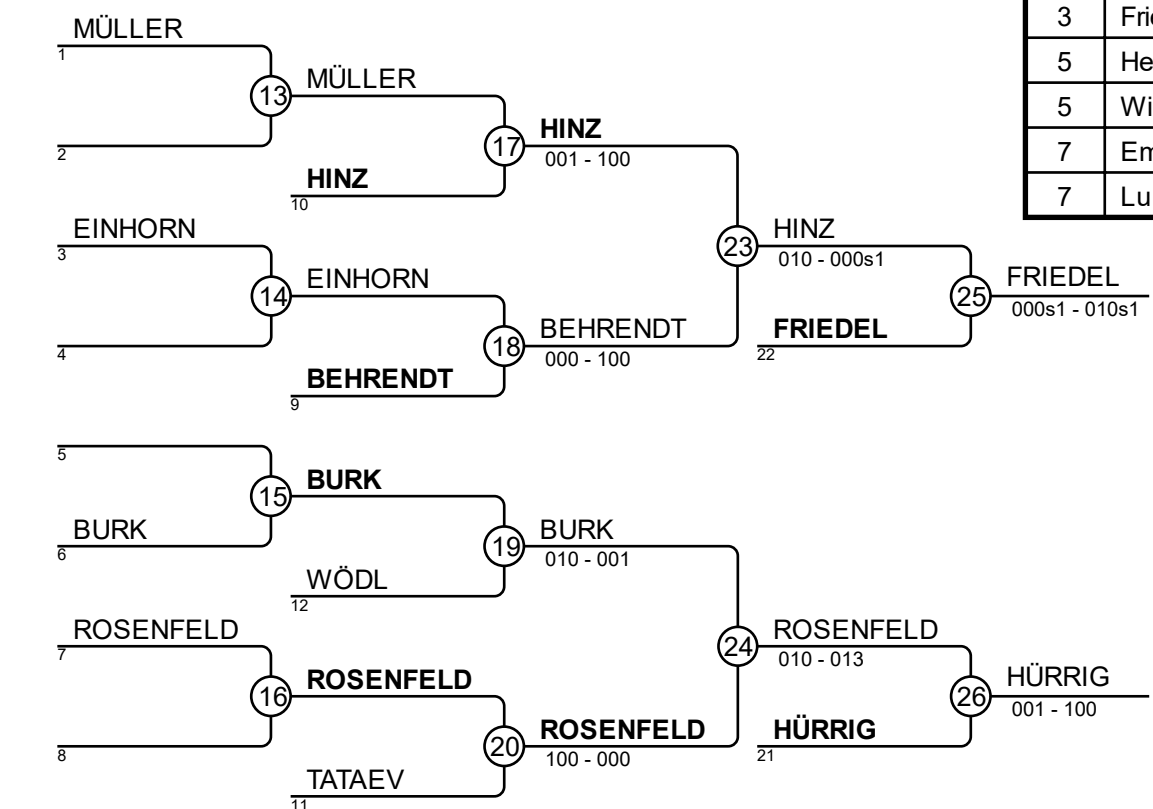 MÜLLER
1
13
MÜLLER
2
17
HINZ
001 - 100
HINZ
10
EINHORN
3
14
EINHORN
4
18
BEHRENDT
000 - 100
BEHRENDT
9
23
HINZ
010 - 000s1
FRIEDEL
22
25
FRIEDEL
000s1 - 010s1
5
15
BURK
BURK
6
19
BURK
010 - 001
WÖDL
12
ROSENFELD
7
16
ROSENFELD
8
20
ROSENFELD
100 - 000
TATAEV
11
24
ROSENFELD
010 - 013
HÜRRIG
21
26
HÜRRIG
001 - 100
3
5
5
7
7